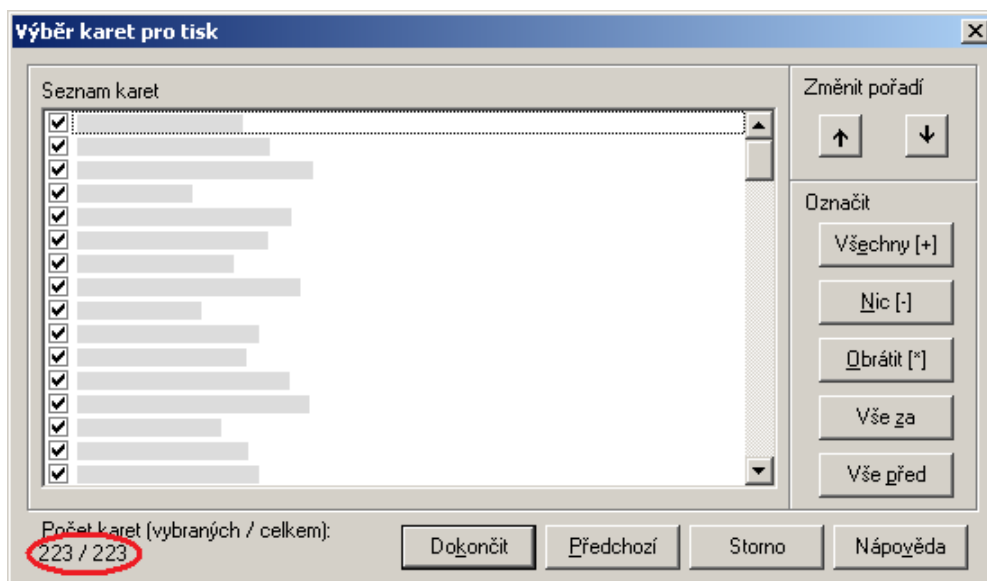 Výběr karet pro tisk
Seznam karet
Změnit pořadí
Označit
Všechny [+]
Nic [-]
Obrátit [*]
Vše za
Vše před
Počet karet (vybraných / celkem):
223 / 223
Dokončit
Předchozí
Storno
Nápověda